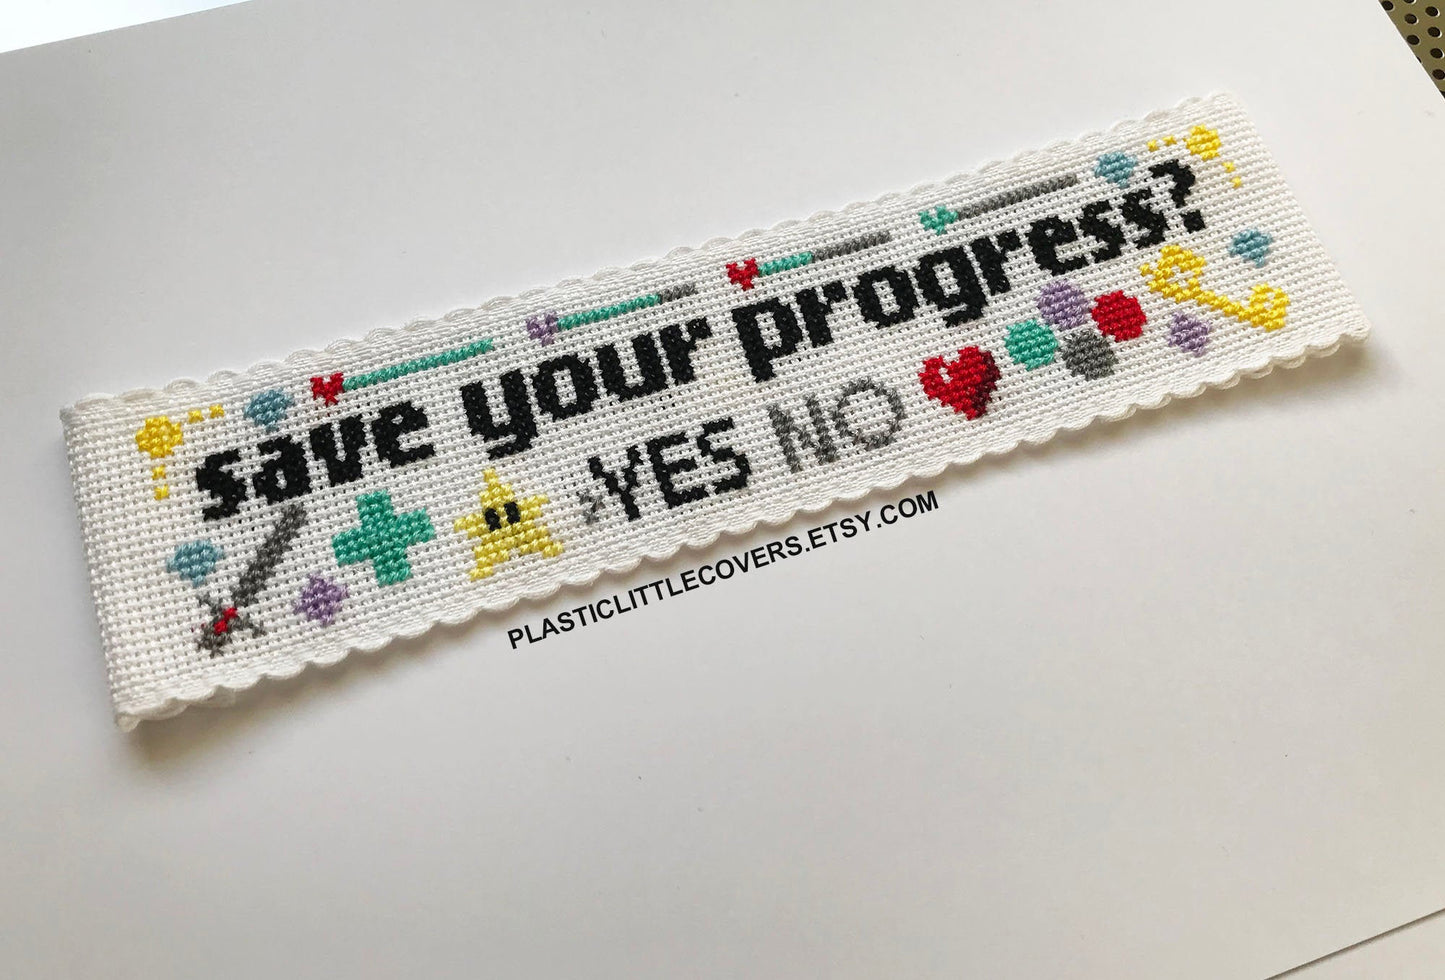 save your progress?
YES NO
PLASTICLITTLECOVERS.ETSY.COM